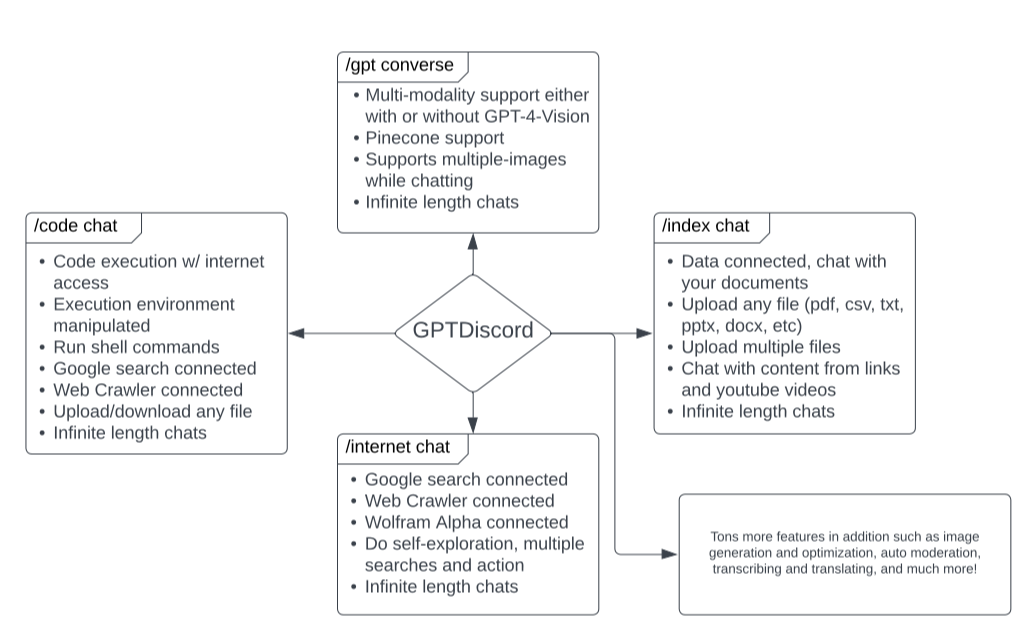 /gpt converse
• Multi-modality support either
with or without GPT-4-Vision
• Pinecone support
• Supports multiple-images
while chatting
• Infinite length chats
/code chat
• Code execution w/ internet
access
• Execution environment
manipulated
• Run shell commands
• Google search connected
• Web Crawler connected
• Upload/download any file
• Infinite length chats
GPTDiscord
/index chat
• Data connected, chat with
your documents
• Upload any file (pdf, csv, txt,
pptx, docx, etc)
• Upload multiple files
• Chat with content from links
and youtube videos
• Infinite length chats
/internet chat
• Google search connected
• Web Crawler connected
• Wolfram Alpha connected
• Do self-exploration, multiple
searches and action
• Infinite length chats
Tons more features in addition such as image
generation and optimization, auto moderation,
transcribing and translating, and much more!